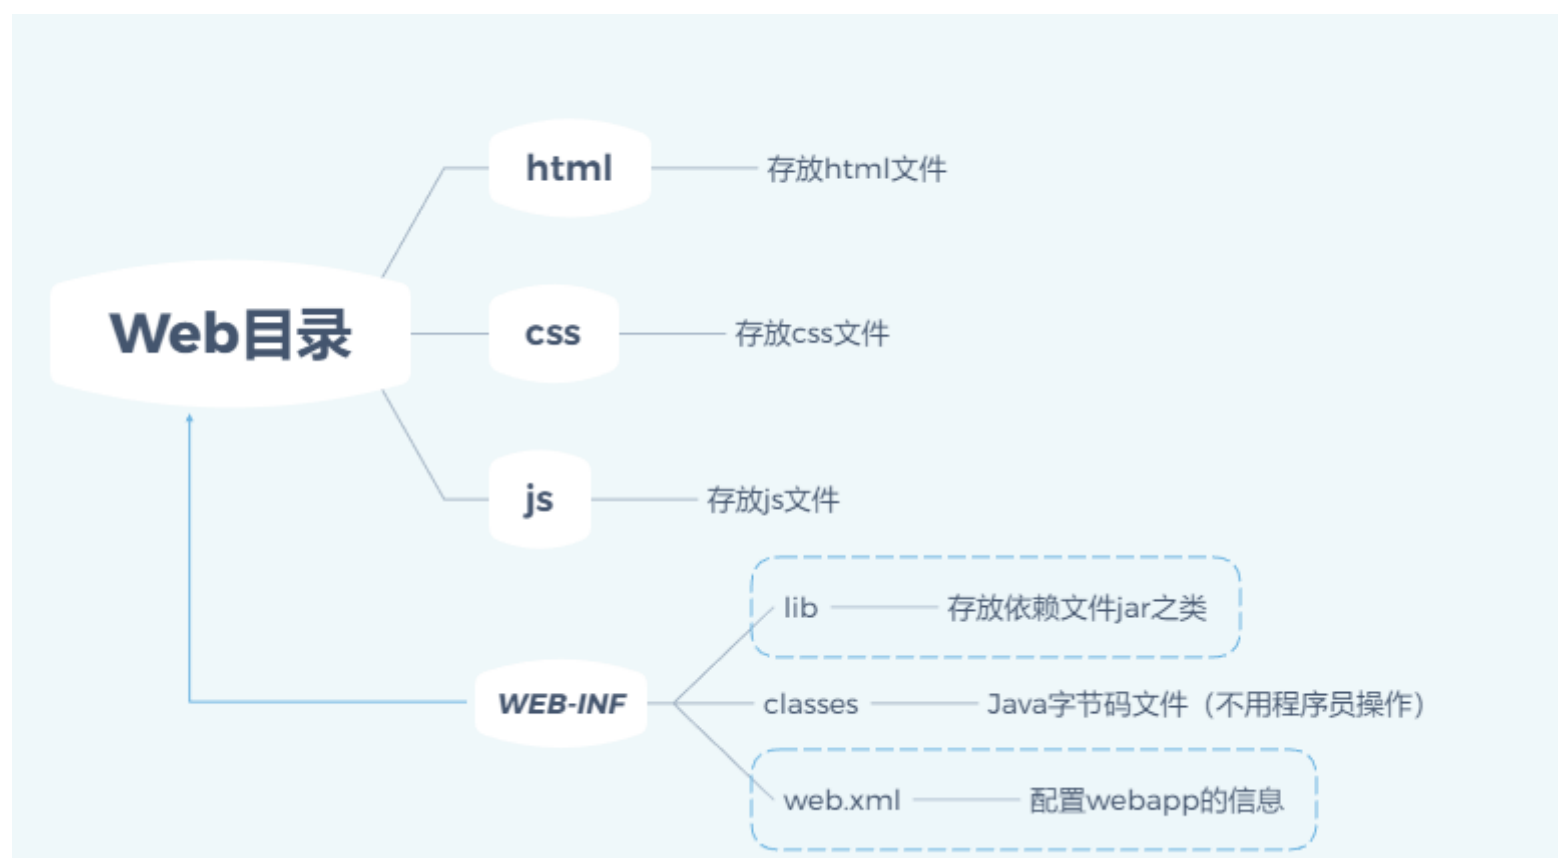 html
存放html文件
Web目录
css
存放css文件
js
存放js文件
lib
存放依赖文件jar之类
WEB-INF
classes
Java字节码文件（不用程序员操作）
web.xml
配置webapp的信息